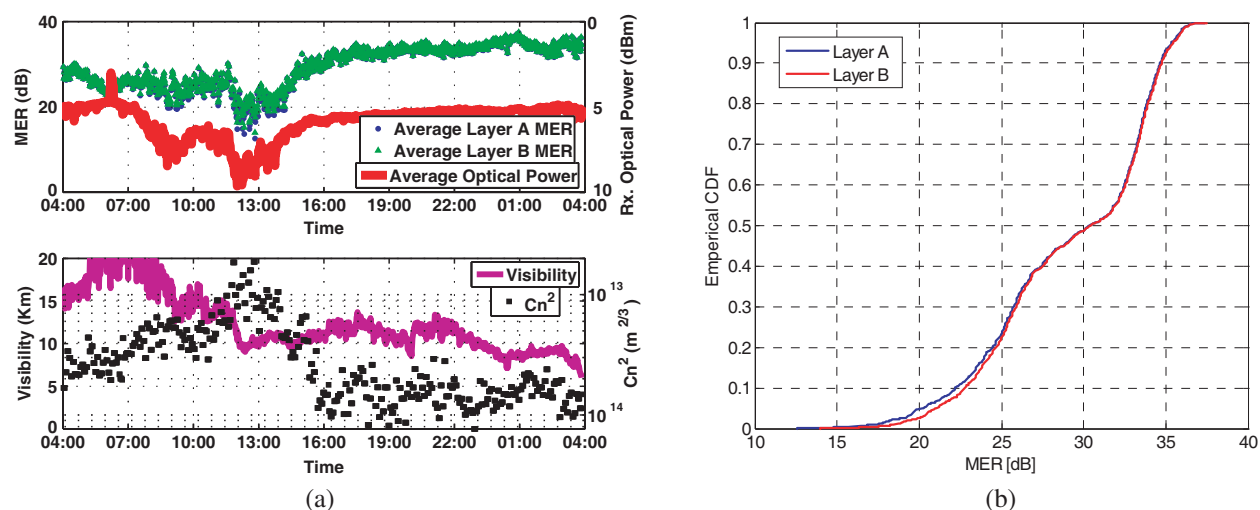 40
20
0
MER (dB)
0
5
10
Rx. Optical Power (dBm)
Average Layer A MER
Average Layer B MER
Average Optical Power
04:00 07:00 10:00 13:00 16:00 19:00 22:00 01:00 04:00
Time
20
15
10
5
0
Visibility (Km)
Visibility
Cn²
10¹³
10¹⁴
Cn² (m²/³)
04:00 07:00 10:00 13:00 16:00 19:00 22:00 01:00 04:00
Time
(a)
1
0.9
0.8
0.7
0.6
0.5
0.4
0.3
0.2
0.1
0
Emperical CDF
Layer A
Layer B
10 15 20 25 30 35 40
MER [dB]
(b)